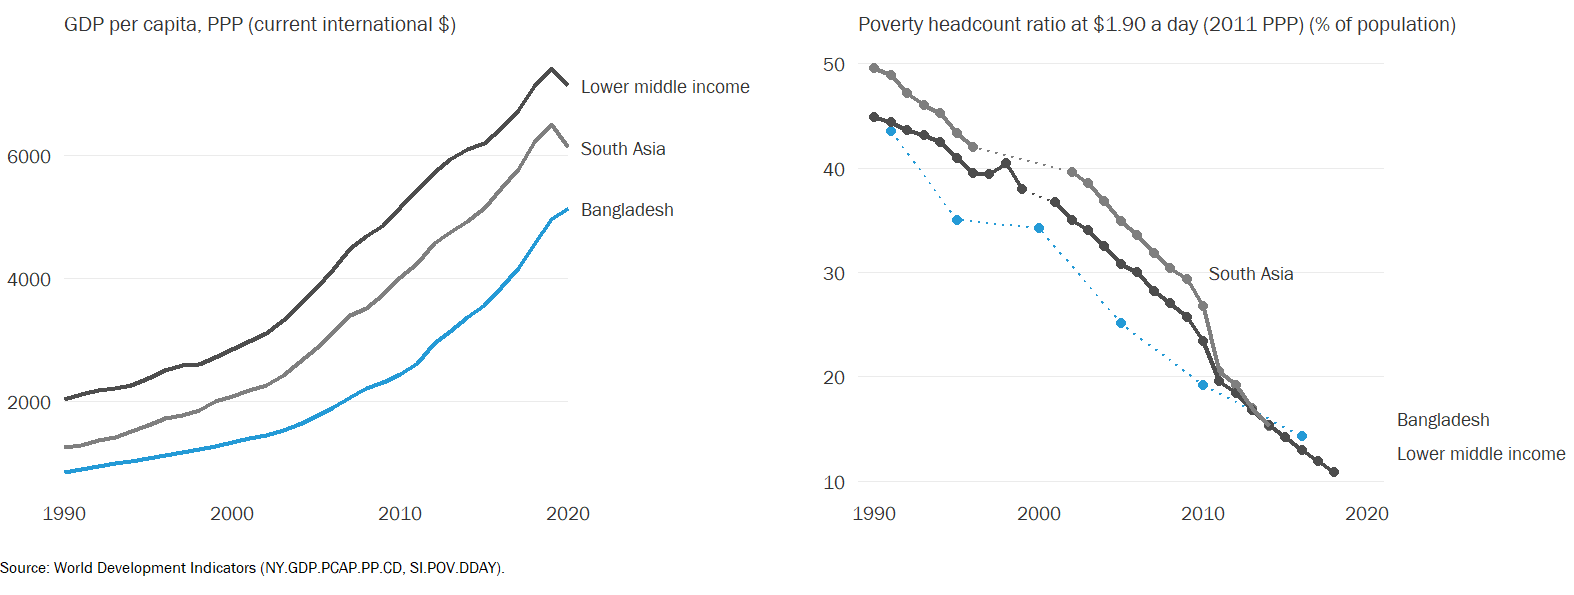 GDP per capita, PPP (current international $)
Lower middle income
South Asia
Bangladesh
6000
4000
2000
1990 2000 2010 2020
Poverty headcount ratio at $1.90 a day (2011 PPP) (% of population)
50
40
30
20
10
South Asia
Bangladesh
Lower middle income
1990 2000 2010 2020
Source: World Development Indicators (NY.GDP.PCAP.PP.CD, SI.POV.DDAY).